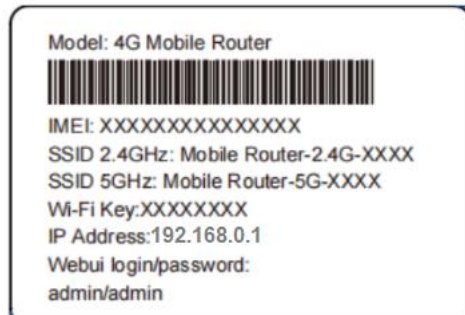 Model: 4G Mobile Router
IMEI: XXXXXXXXXXXXXXX
SSID 2.4GHz: Mobile Router-2.4G-XXXX
SSID 5GHz: Mobile Router-5G-XXXX
Wi-Fi Key:XXXXXXXX
IP Address:192.168.0.1
Webui login/password:
admin/admin